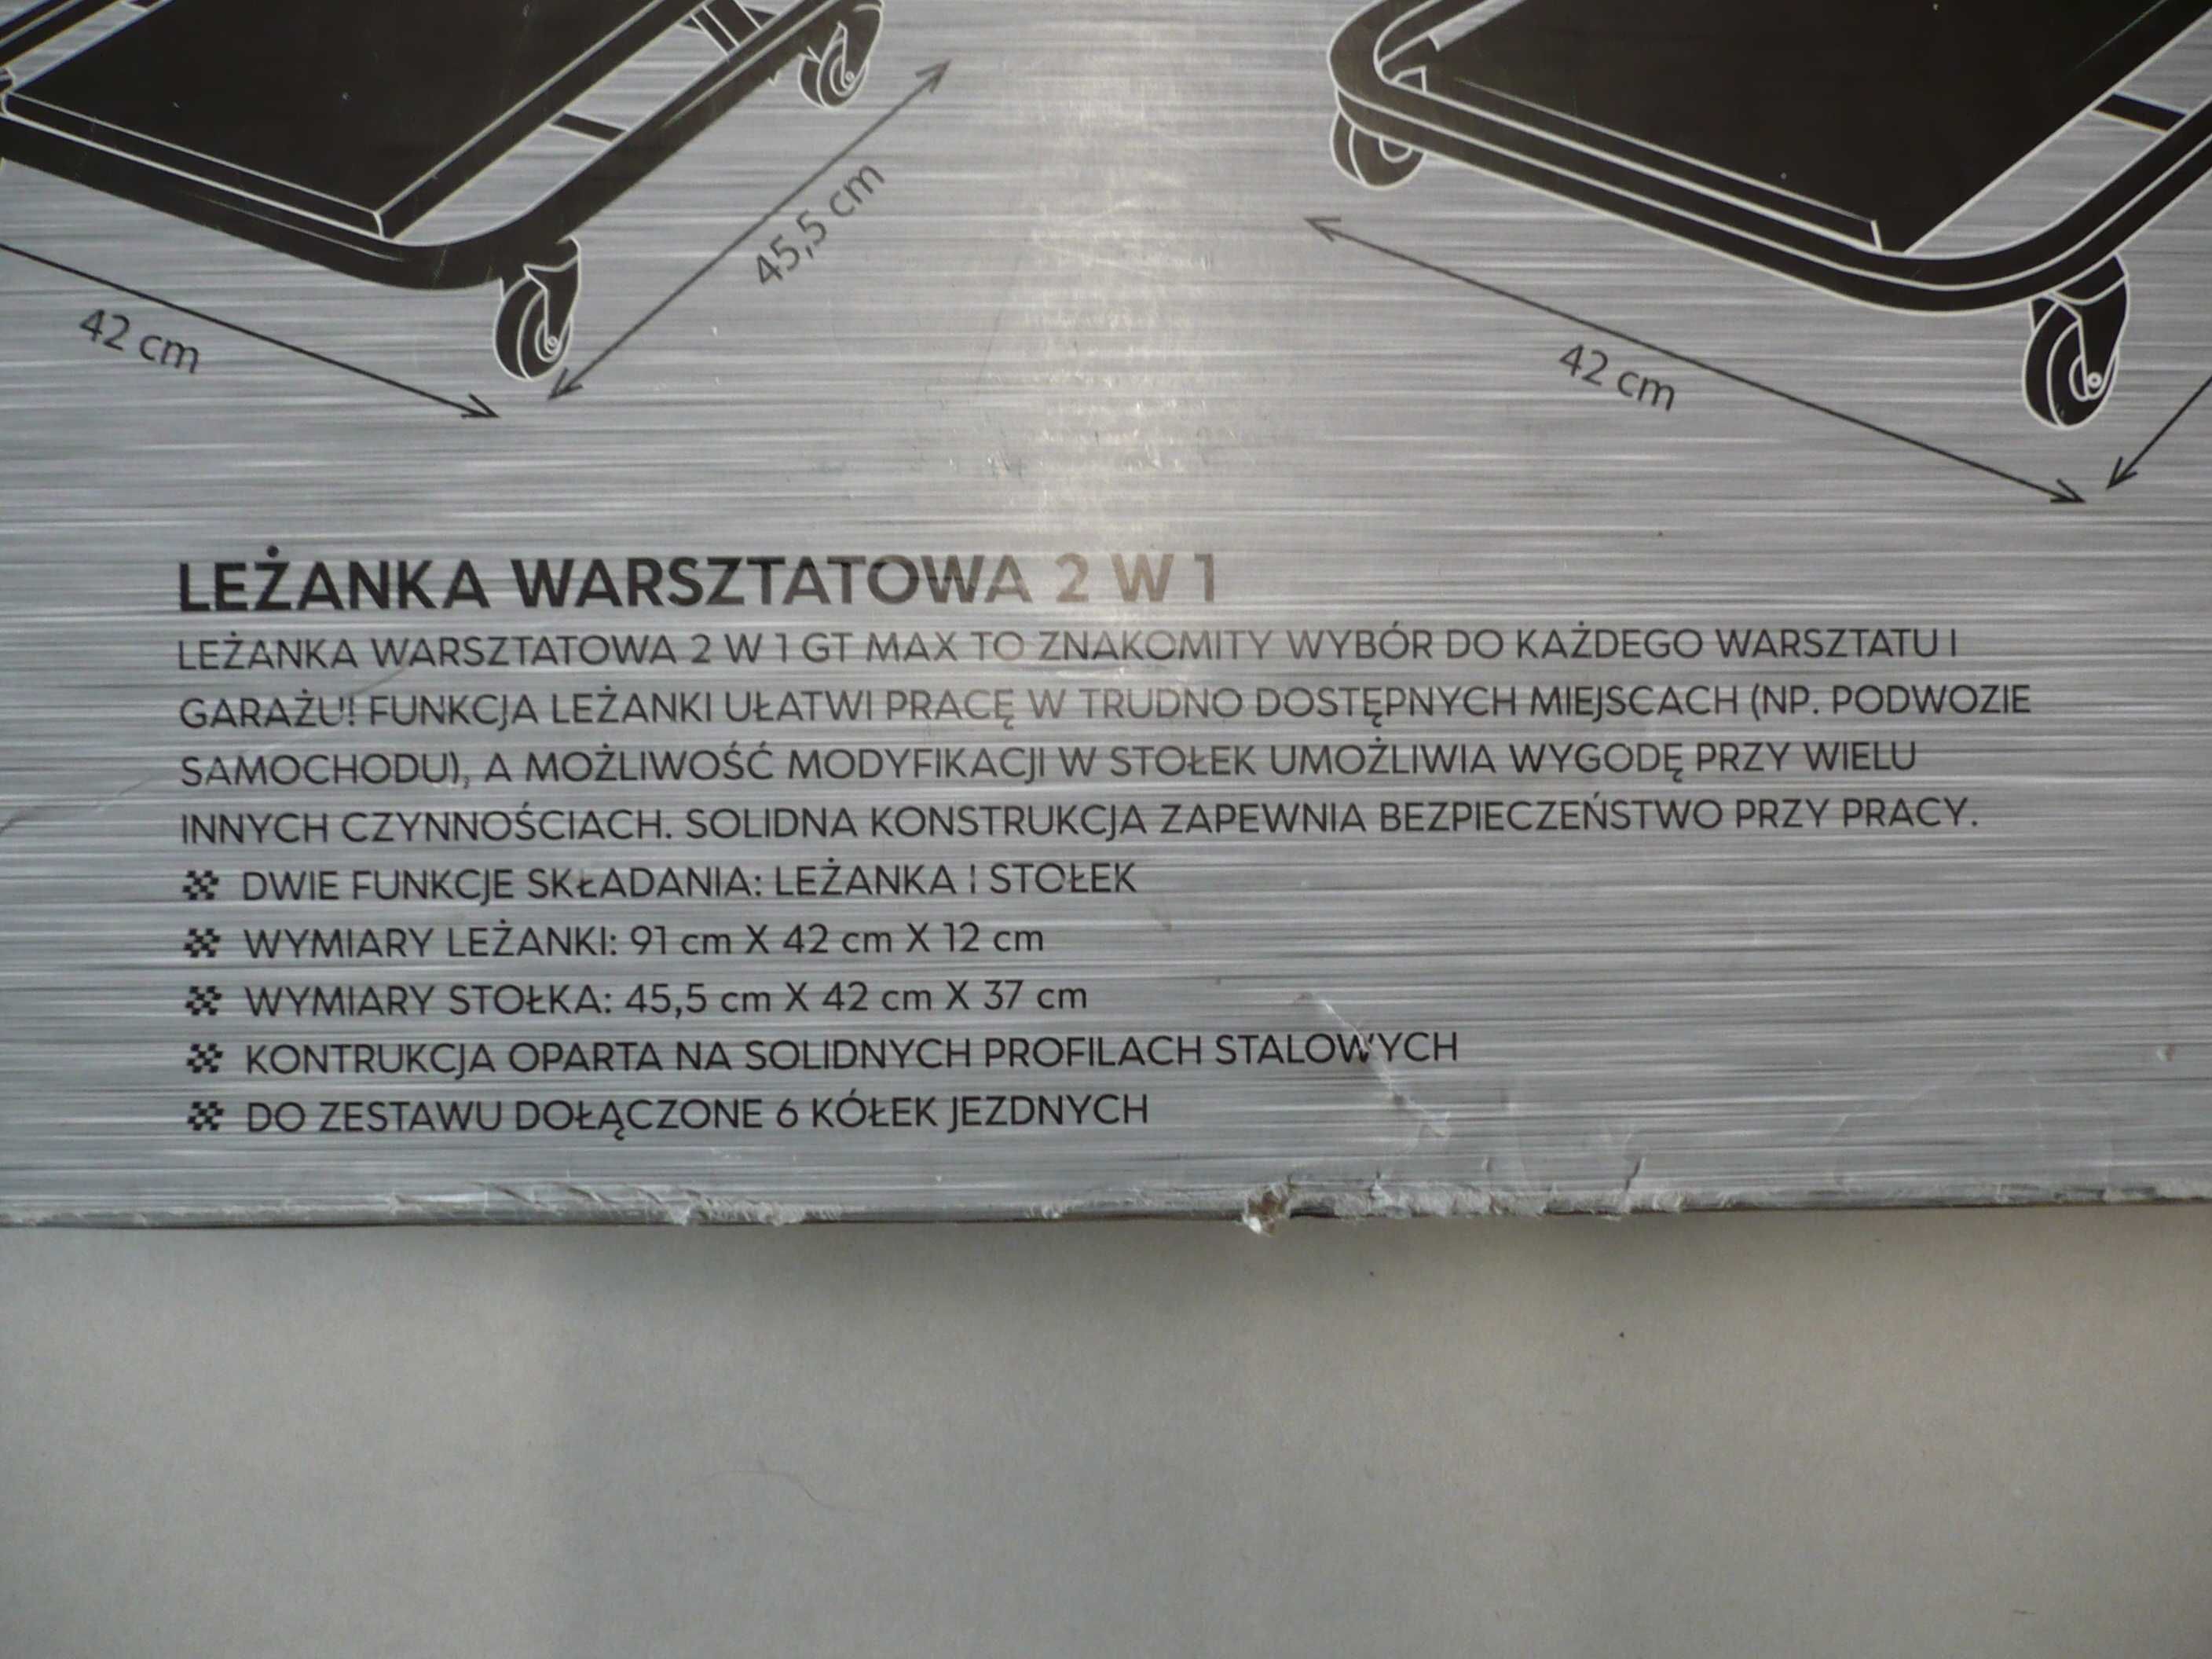 45,5 cm
42 cm
42 cm
LEŻANKA WARSZTATOWA 2 W 1
LEŻANKA WARSZTATOWA 2 W 1 GT MAX TO ZNAKOMITY WYBÓR DO KAŻDEGO WARSZTATU I
GARAŻU! FUNKCJA LEŻANKI UŁATWI PRACĘ W TRUDNO DOSTĘPNYCH MIEJSCACH (NP. PODWOZIE
SAMOCHODU), A MOŻLIWOŚĆ MODYFIKACJI W STOŁEK UMOŻLIWIA WYGODĘ PRZY WIELU
INNYCH CZYNNOŚCIACH. SOLIDNA KONSTRUKCJA ZAPEWNIA BEZPIECZEŃSTWO PRZY PRACY.
DWIE FUNKCJE SKŁADANIA: LEŻANKA I STOŁEK
WYMIARY LEŻANKI: 91 cm X 42 cm X 12 cm
WYMIARY STOŁKA: 45,5 cm X 42 cm X 37 cm
KONTRUKCJA OPARTA NA SOLIDNYCH PROFILACH STALOWYCH
DO ZESTAWU DOŁĄCZONE 6 KÓŁEK JEZDNYCH